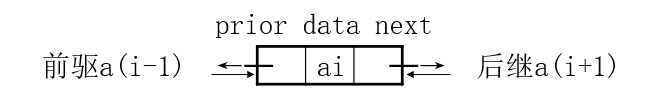 prior data next
前驱a(i-1) ai 后继a(i+1)